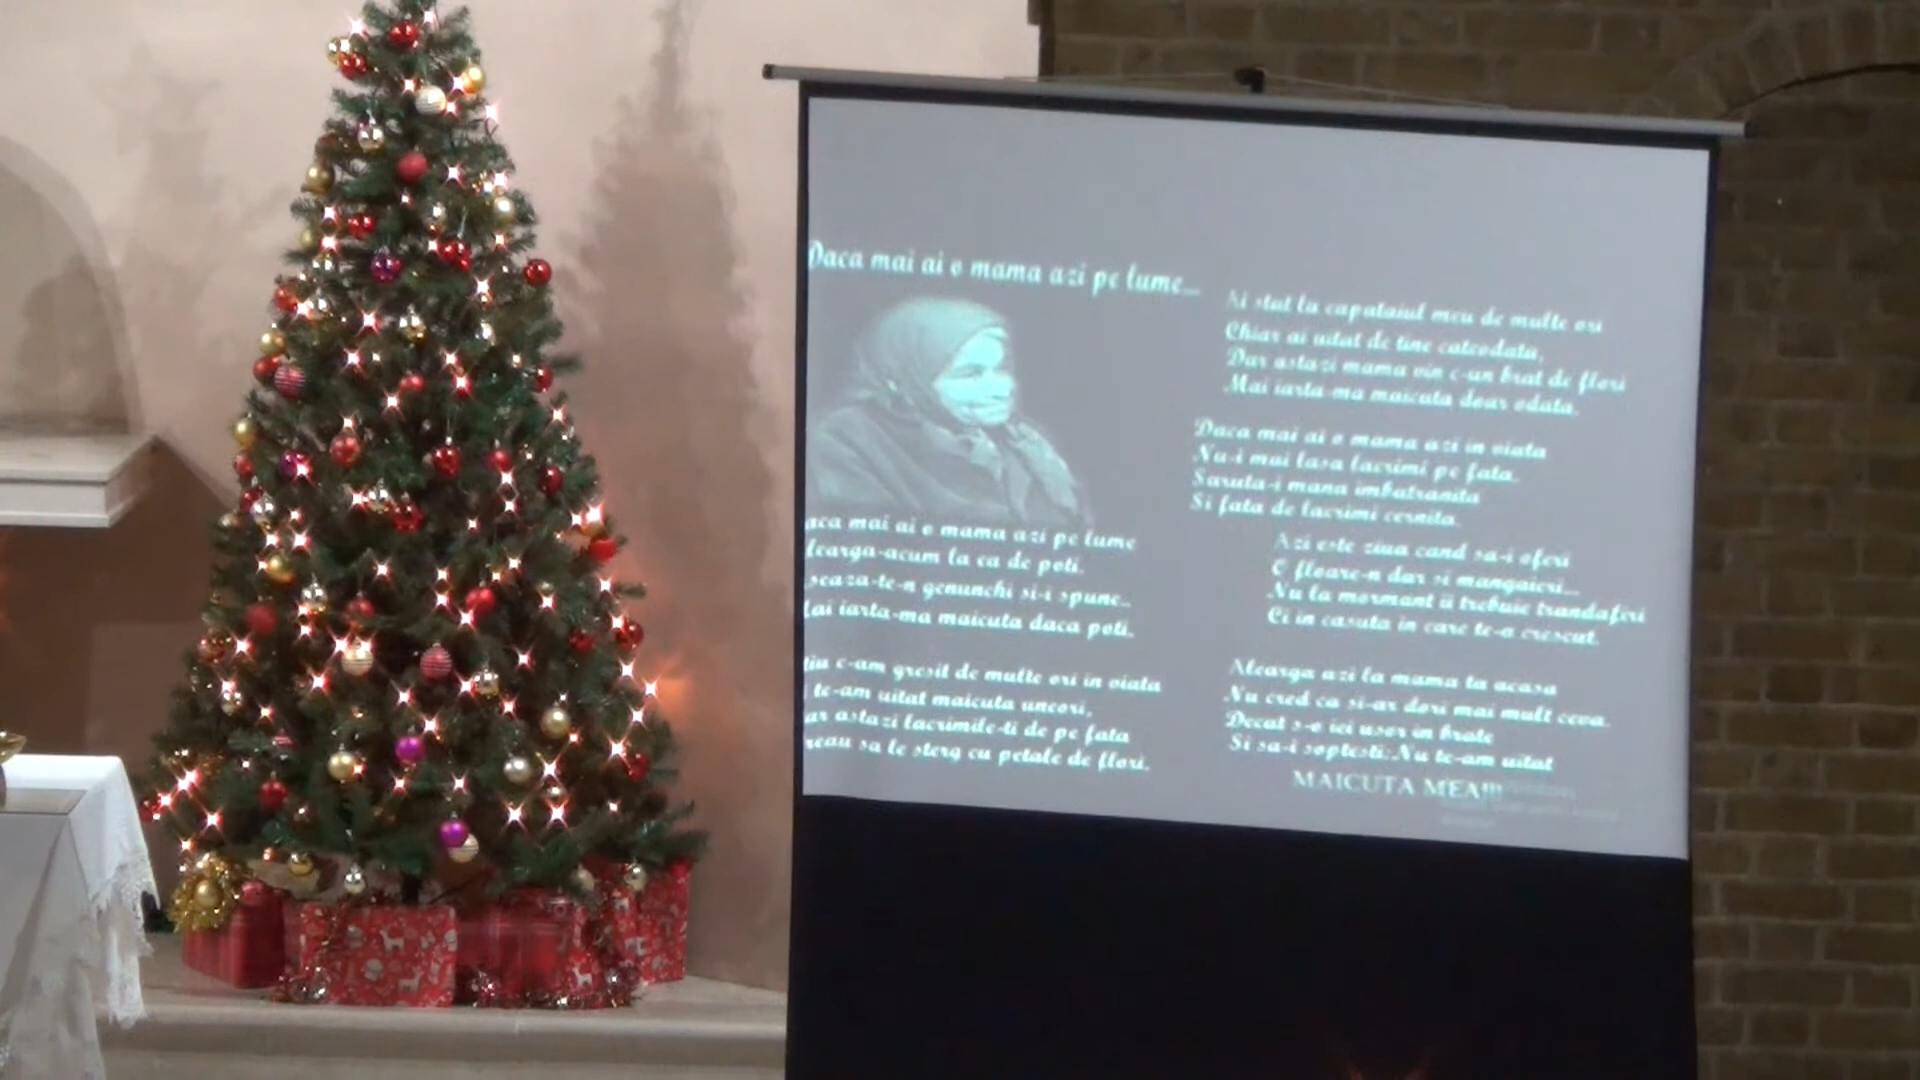 Daca mai ai o mama azi pe lume...
aca mai ai o mama azi pe lume
learga-acum la ea de poti.
seaza-te-n genunchi si-i spune..
ai iarta-ma maicuta daca poti.
tiu c-am gresit de multe ori in viata
i te-am uitat maicuta uneori,
ar astazi lacrimile-ti de pe fata
reau sa le sterg cu petale de flori.
Ai stat la capataiul meu de multe ori
Chiar ai uitat de tine cateodata,
Dar astazi mama vin c-un brat de flori
Mai iarta-ma maicuta doar odata.
Daca mai ai o mama azi in viata
Nu-i mai lasa lacrimi pe fata.
Saruta-i mana imbatranita
Si fata de lacrimi cernita.
Azi este ziua cand sa-i oferi
O floare-n dar si mangaieri...
Nu la mormant ii trebuie trandafiri
Ci in casuta in care te-a crescut.
Alearga azi la mama ta acasa
Nu cred ca si-ar dori mai mult ceva.
Decat s-o iei usor in brate
Si sa-i soptesti:Nu te-am uitat
MAICUTA MEA!!!